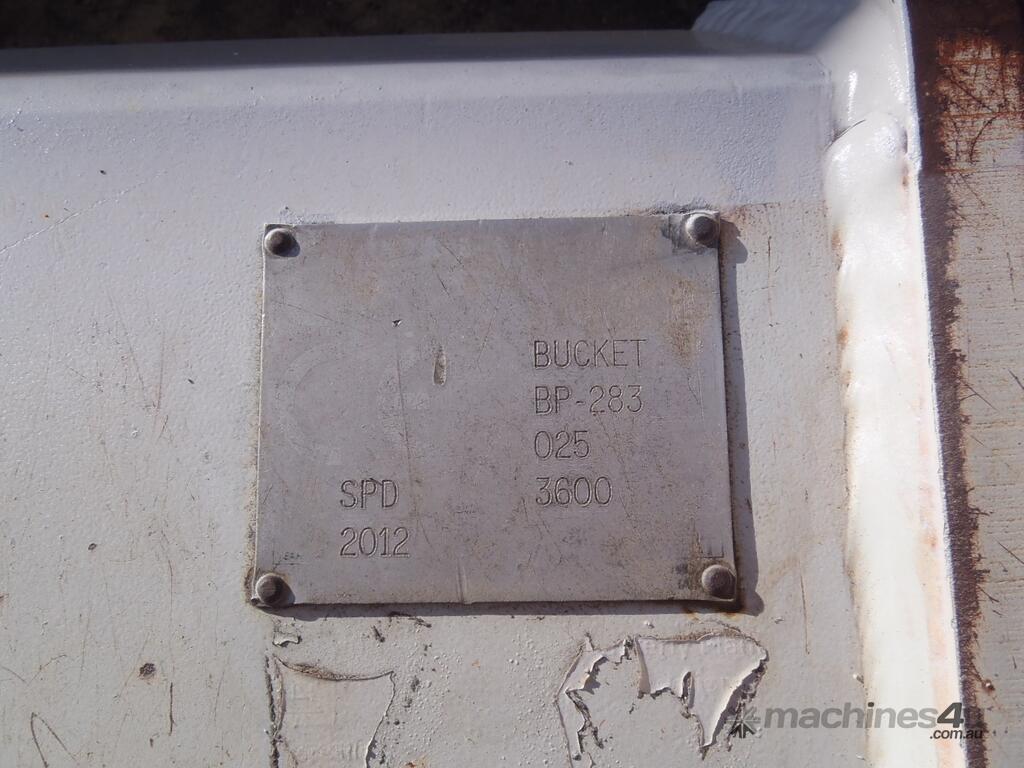 BUCKET
BP-283
025
SPD 3600
2012
machines4u
.com.au